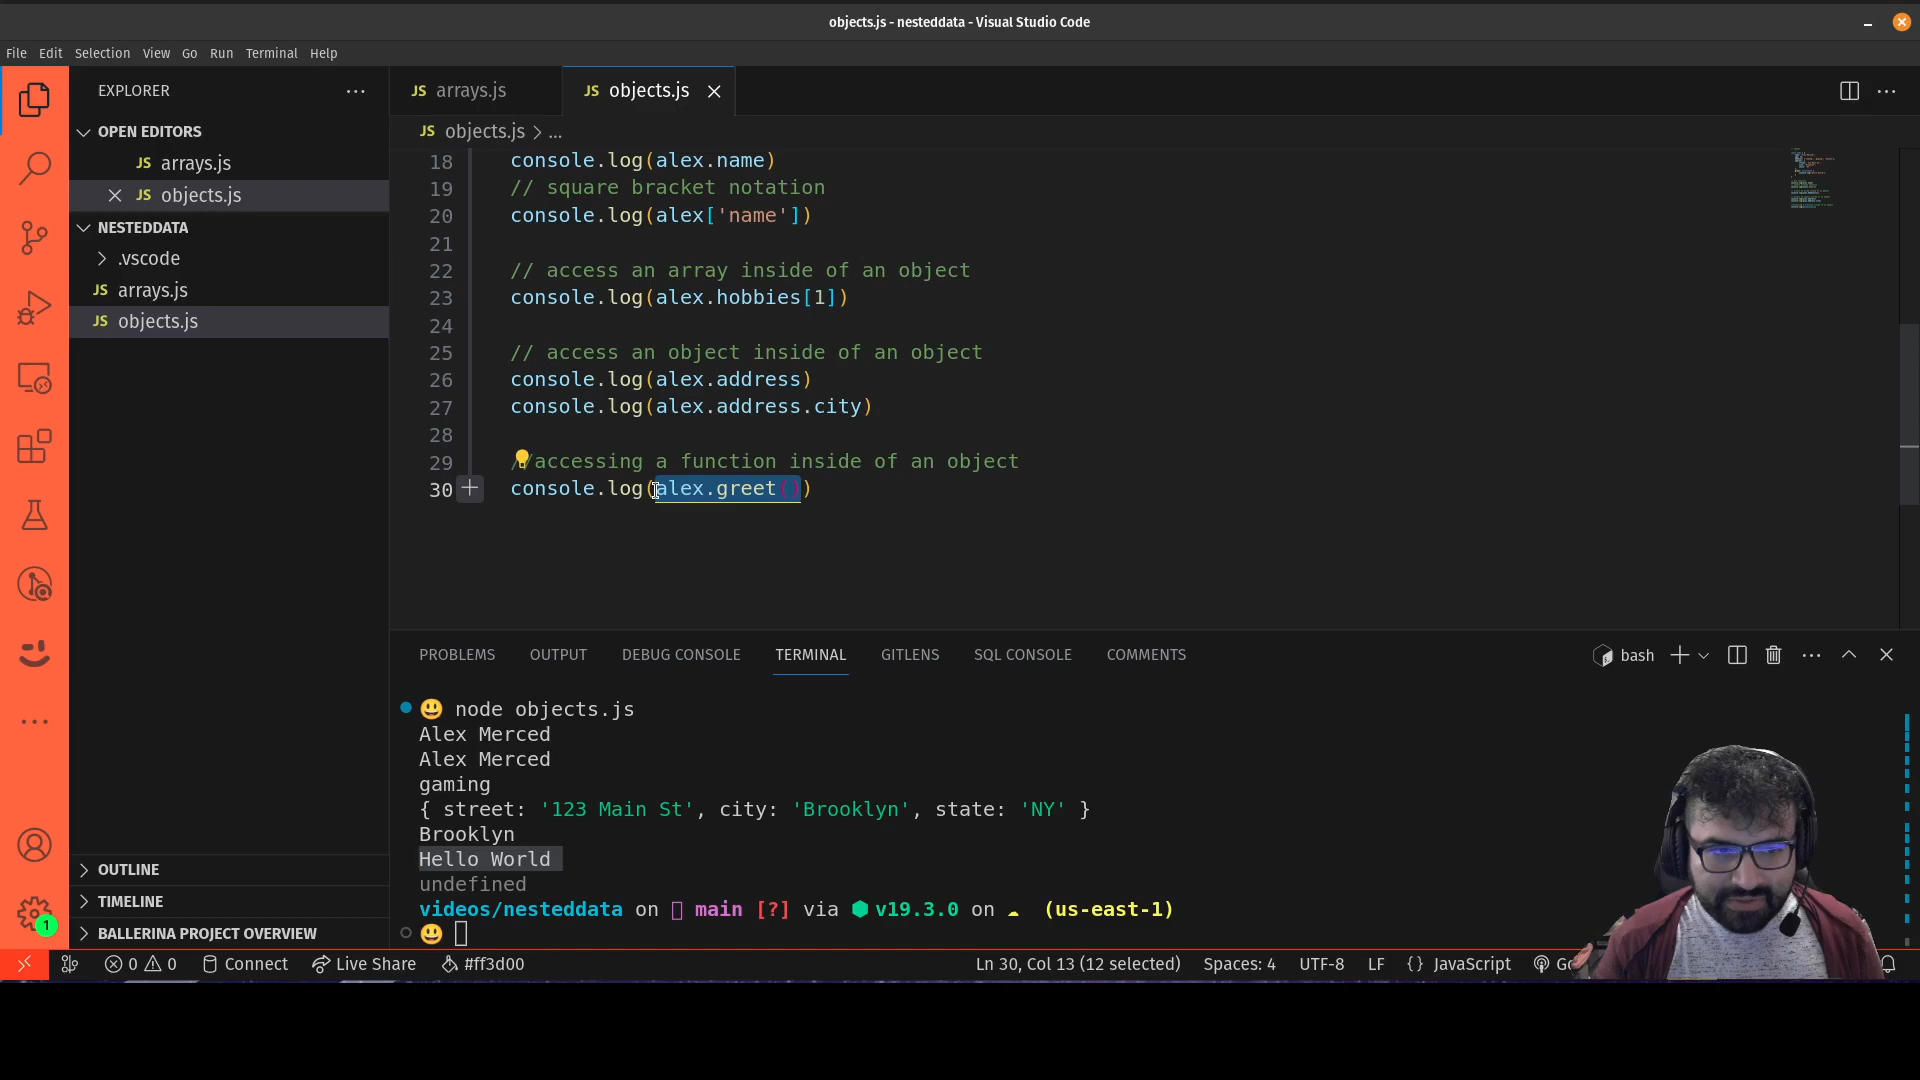 objects.js - nesteddata - Visual Studio Code
File Edit Selection View Go Run Terminal Help
EXPLORER
OPEN EDITORS
JS arrays.js
JS objects.js
NESTEDDATA
.vscode
JS arrays.js
JS objects.js
OUTLINE
TIMELINE
BALLERINA PROJECT OVERVIEW
1
JS arrays.js JS objects.js
JS objects.js > ...
18 console.log(alex.name)
19 // square bracket notation
20 console.log(alex['name'])
21
22 // access an array inside of an object
23 console.log(alex.hobbies[1])
24
25 // access an object inside of an object
26 console.log(alex.address)
27 console.log(alex.address.city)
28
29 //accessing a function inside of an object
30 console.log(alex.greet())
PROBLEMS OUTPUT DEBUG CONSOLE TERMINAL GITLENS SQL CONSOLE COMMENTS bash
😃 node objects.js
Alex Merced
Alex Merced
gaming
{ street: '123 Main St', city: 'Brooklyn', state: 'NY' }
Brooklyn
Hello World
undefined
videos/nesteddata on main [?] via v19.3.0 on (us-east-1)
😃
0 0 Connect Live Share #ff3d00 Ln 30, Col 13 (12 selected) Spaces: 4 UTF-8 LF {} JavaScript